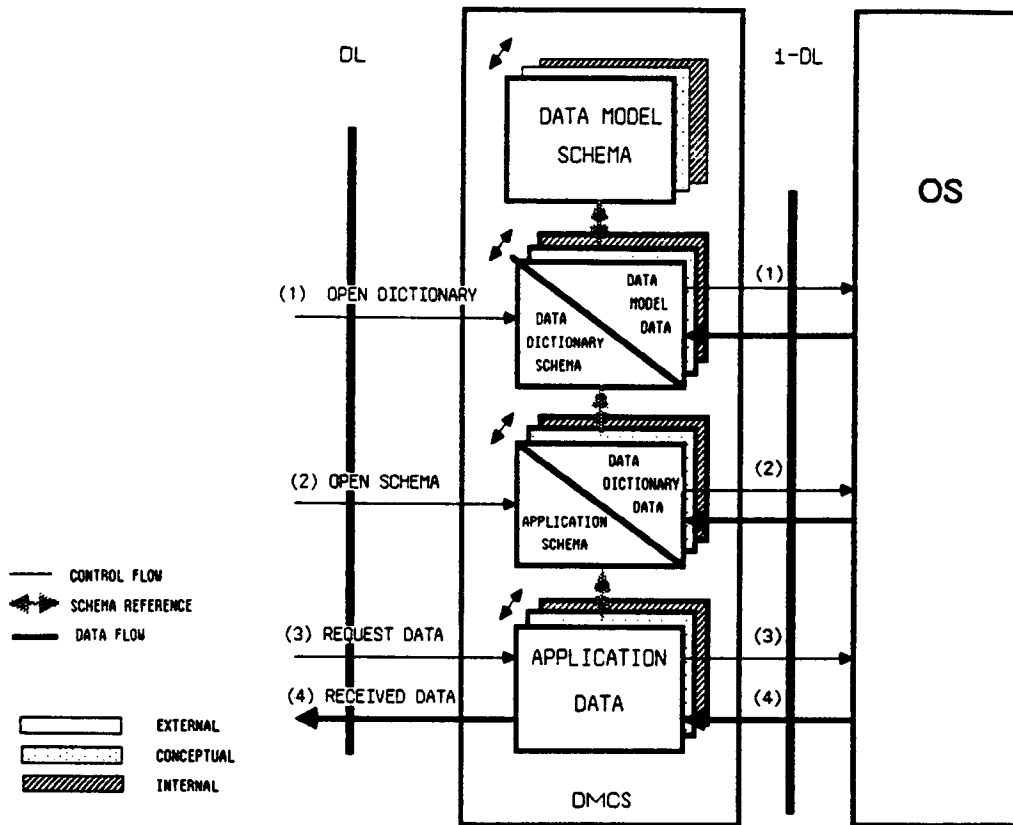 DL
i-DL
DATA MODEL
SCHEMA
OS
(1) OPEN DICTIONARY
DATA
MODEL
DATA
DATA
DICTIONARY
SCHEMA
(1)
(2) OPEN SCHEMA
DATA
DICTIONARY
DATA
APPLICATION
SCHEMA
(2)
CONTROL FLOW
SCHEMA REFERENCE
DATA FLOW
(3) REQUEST DATA
(4) RECEIVED DATA
APPLICATION
DATA
(3)
(4)
EXTERNAL
CONCEPTUAL
INTERNAL
DMCS